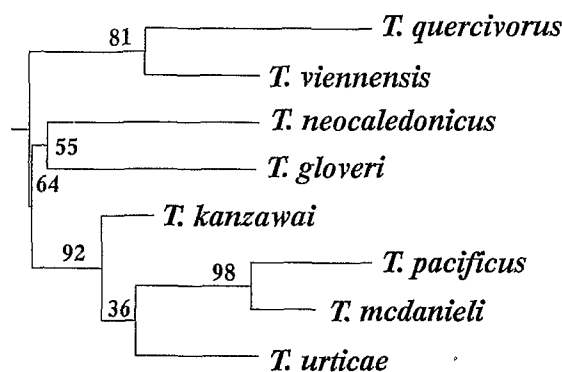 81
T. quercivorus
T. viennensis
T. neocaledonicus
55
T. gloveri
64
T. kanzawai
92
T. pacificus
98
T. mcdanieli
36
T. urticae